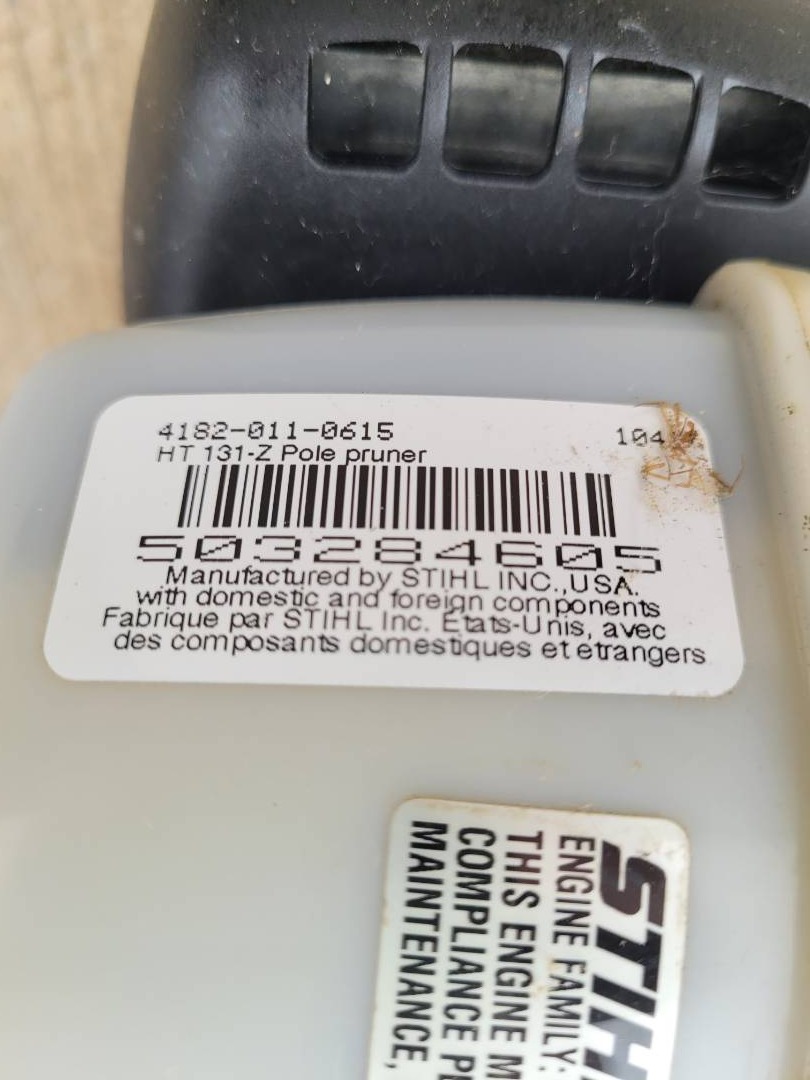 4182-011-0615 104
HT 131-Z Pole pruner
503284605
Manufactured by STIHL INC.,USA.
with domestic and foreign components
Fabrique par STIHL Inc. États-Unis, avec
des composants domestiques et etrangers
STIHL
ENGINE FAMILY:
THIS ENGINE
COMPLIANCE
MAINTENANCE,